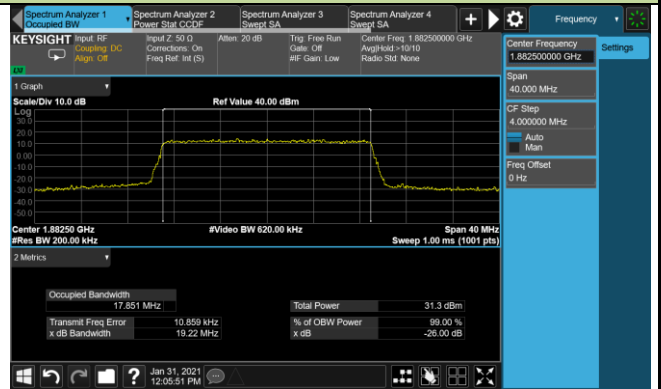 Spectrum Analyzer 1 Spectrum Analyzer 2 Spectrum Analyzer 3 Spectrum Analyzer 4 Frequency
Occupied BW Power Stat CCDF Swept SA Swept SA
KEYSIGHT Input: RF Input Z: 50 Ω Atten: 20 dB Trig: Free Run Center Freq: 1.882500000 GHz
Coupling: DC Corrections: On Gate: Off Avg|Hold:>10/10
Align: Off Freq Ref: Int (S) #IF Gain: Low Radio Std: None
Center Frequency Settings
1.882500000 GHz
Span
40.000 MHz
CF Step
4.000000 MHz
Auto
Man
Freq Offset
0 Hz
1 Graph
Scale/Div 10.0 dB Ref Value 40.00 dBm
Log
30.0
20.0
10.0
0.00
-10.0
-20.0
-30.0
-40.0
-50.0
Center 1.88250 GHz #Video BW 620.00 kHz Span 40 MHz
#Res BW 200.00 kHz Sweep 1.00 ms (1001 pts)
2 Metrics
Occupied Bandwidth
17.851 MHz Total Power 31.3 dBm
Transmit Freq Error 10.859 kHz % of OBW Power 99.00 %
x dB Bandwidth 19.22 MHz x dB -26.00 dB
? Jan 31, 2021
12:05:51 PM